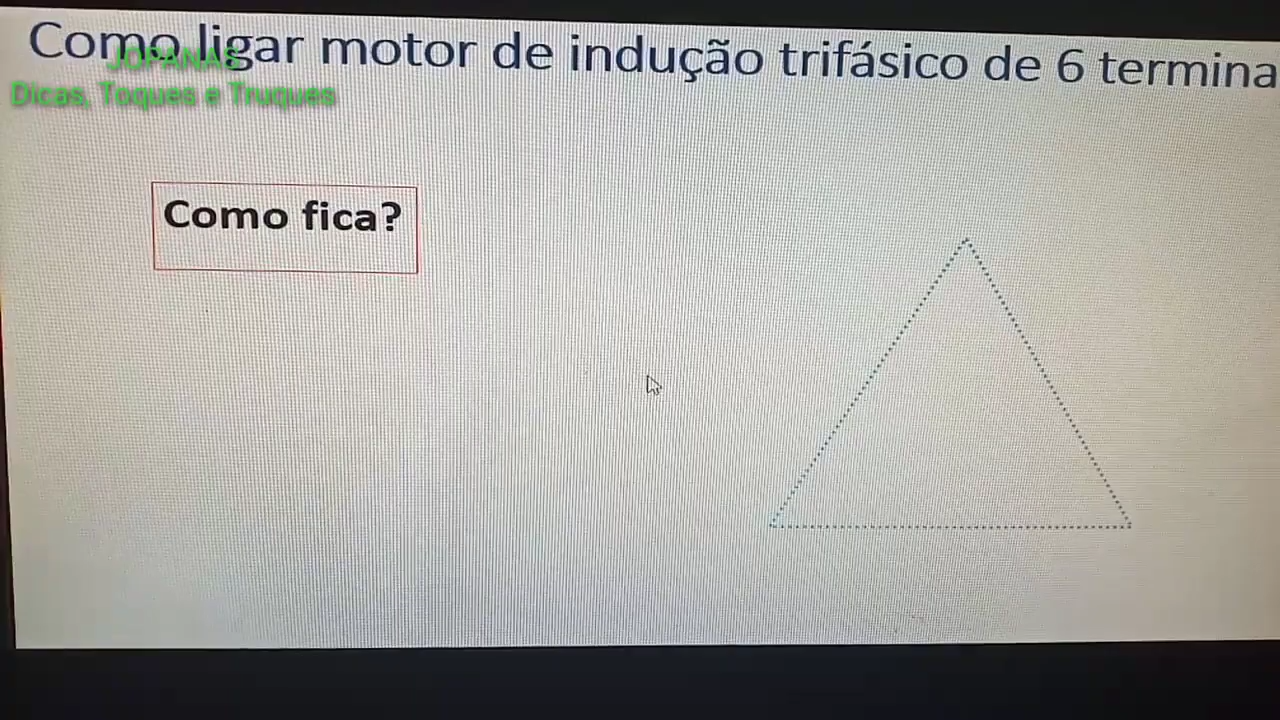 Como ligar motor de indução trifásico de 6 termina
JOPANAS
Dicas, Toques e Truques
Como fica?